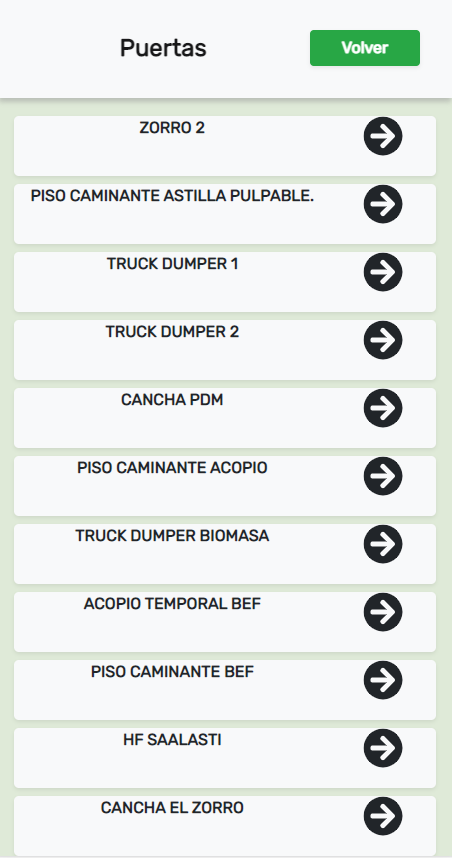 Puertas
Volver
ZORRO 2
PISO CAMINANTE ASTILLA PULPABLE.
TRUCK DUMPER 1
TRUCK DUMPER 2
CANCHA PDM
PISO CAMINANTE ACOPIO
TRUCK DUMPER BIOMASA
ACOPIO TEMPORAL BEF
PISO CAMINANTE BEF
HF SAALASTI
CANCHA EL ZORRO